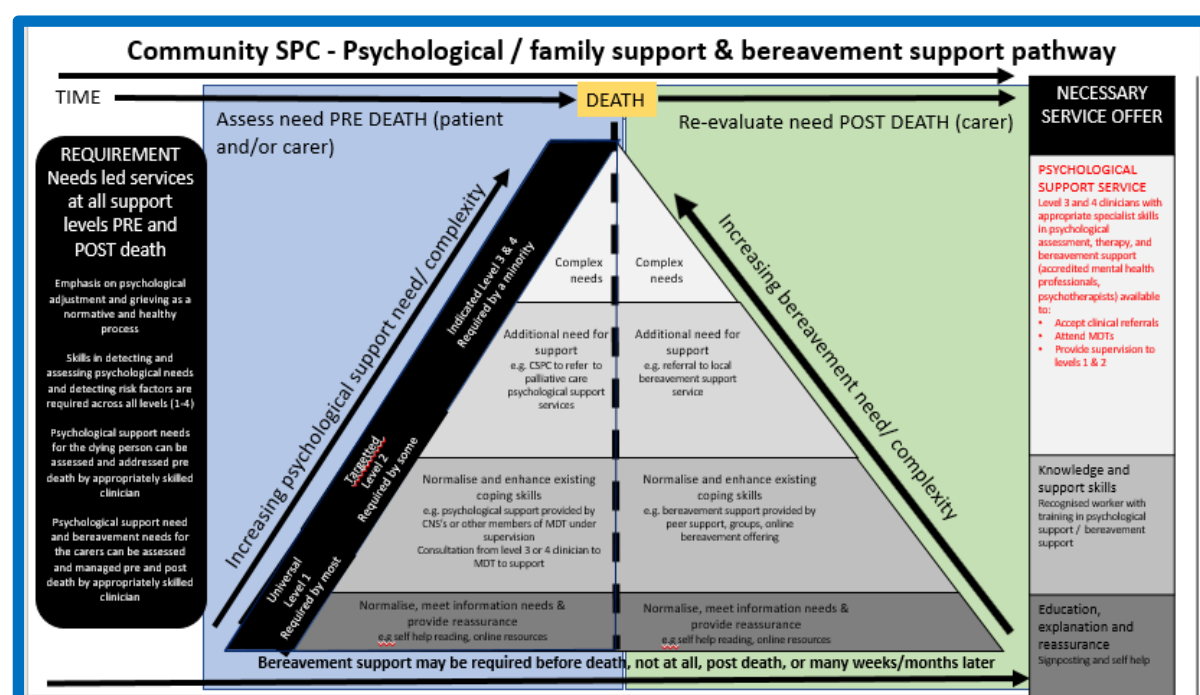 Community SPC - Psychological / family support & bereavement support pathway
TIME
DEATH
NECESSARY
SERVICE OFFER
Assess need PRE DEATH (patient
and/or carer)
Re-evaluate need POST DEATH (carer)
REQUIREMENT
Needs led services
at all support
levels PRE and
POST death
Emphasis on psychological
adjustment and grieving as a
normative and healthy
process
Skills in detecting and
assessing psychological needs
and detecting risk factors are
required across all levels (1-4)
Psychological support needs
for the dying person can be
assessed and addressed pre
death by appropriately skilled
clinician
Psychological support need
and bereavement needs for
the carers can be assessed
and managed pre and post
death by appropriately skilled
clinician
Increasing psychological support need/ complexity
Indicated Level 3 & 4
Required by a minority
Targetted
Level 2
Required by some
Universal
Level 1
Required by most
Complex
needs
Complex
needs
Additional need for
support
e.g. CSPC to refer to
palliative care
psychological support
services
Additional need for
support
e.g. referral to local
bereavement support
service
Normalise and enhance existing
coping skills
e.g. psychological support provided by
CNS's or other members of MDT under
supervision
Consultation from level 3 or 4 clinician to
MDT to support
Normalise and enhance existing
coping skills
e.g. bereavement support provided by
peer support, groups, online
bereavement offering
Normalise, meet information needs &
provide reassurance
e.g self help reading, online resources
Normalise, meet information needs &
provide reassurance
e.g self help reading, online resources
Increasing bereavement need/ complexity
PSYCHOLOGICAL
SUPPORT SERVICE
Level 3 and 4 clinicians with
appropriate specialist skills
in psychological
assessment, therapy, and
bereavement support
(accredited mental health
professionals,
psychotherapists) available
to:
• Accept clinical referrals
• Attend MDTs
• Provide supervision to
levels 1 & 2
Knowledge and
support skills
Recognised worker with
training in psychological
support / bereavement
support
Education,
explanation and
reassurance
Signposting and self help
Bereavement support may be required before death, not at all, post death, or many weeks/months later